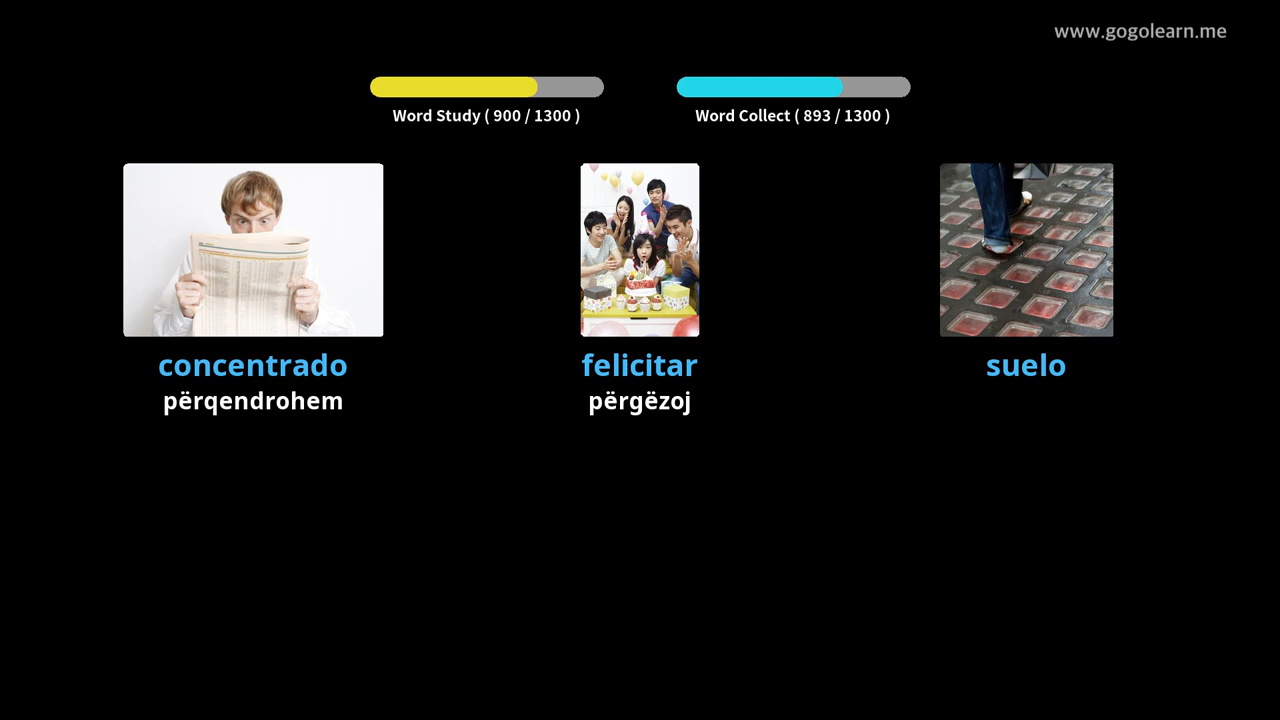 www.gogolearn.me
Word Study ( 900 / 1300 )
Word Collect ( 893 / 1300 )
concentrado
felicitar
suelo
përqendrohem
përgëzoj